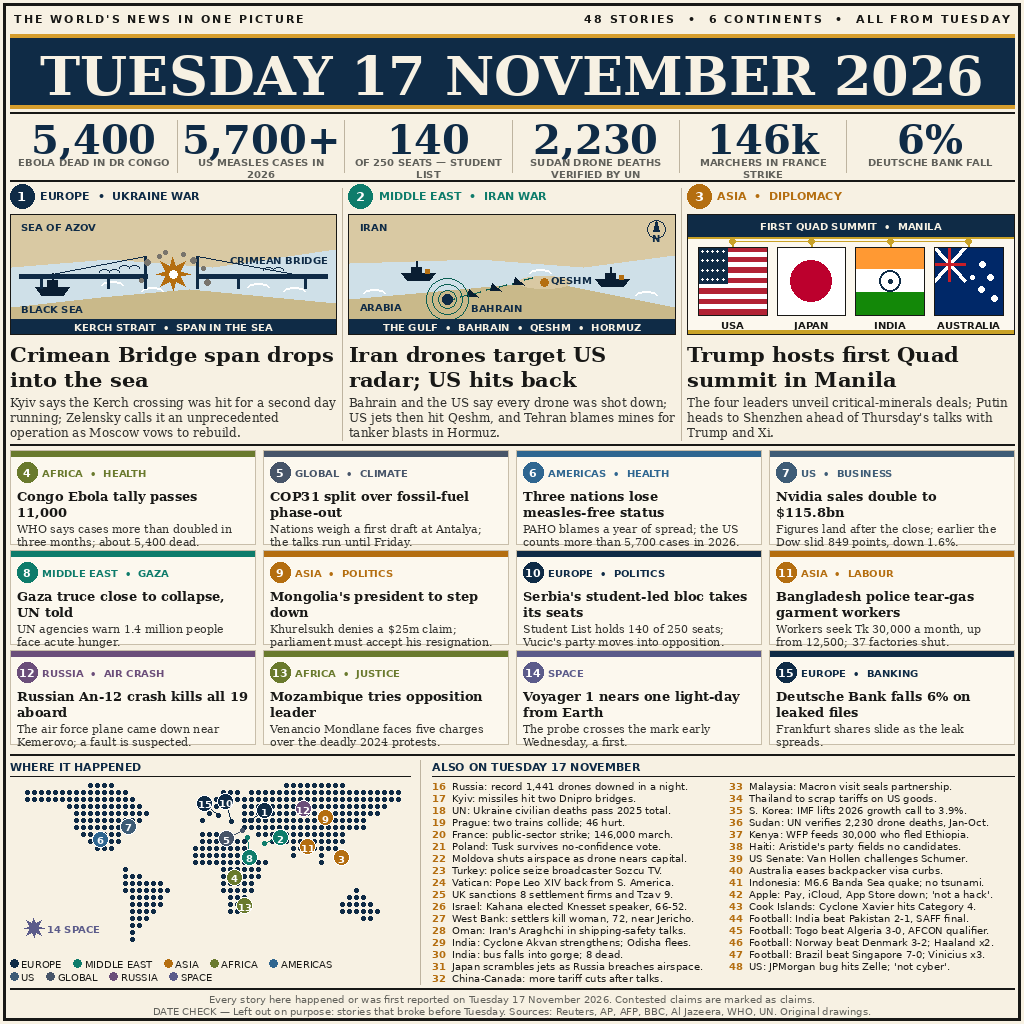 THE WORLD'S NEWS IN ONE PICTURE
48 STORIES • 6 CONTINENTS • ALL FROM TUESDAY
TUESDAY 17 NOVEMBER 2026
5,400
EBOLA DEAD IN DR CONGO
5,700+
US MEASLES CASES IN
2026
140
OF 250 SEATS — STUDENT
LIST
2,230
SUDAN DRONE DEATHS
VERIFIED BY UN
146k
MARCHERS IN FRANCE
STRIKE
6%
DEUTSCHE BANK FALL
1 EUROPE • UKRAINE WAR
SEA OF AZOV
CRIMEAN BRIDGE
BLACK SEA
KERCH STRAIT • SPAN IN THE SEA
Crimean Bridge span drops
into the sea
Kyiv says the Kerch crossing was hit for a second day
running; Zelensky calls it an unprecedented
operation as Moscow vows to rebuild.
2 MIDDLE EAST • IRAN WAR
IRAN
N
QESHM
ARABIA
BAHRAIN
THE GULF • BAHRAIN • QESHM • HORMUZ
Iran drones target US
radar; US hits back
Bahrain and the US say every drone was shot down;
US jets then hit Qeshm, and Tehran blames mines for
tanker blasts in Hormuz.
3 ASIA • DIPLOMACY
FIRST QUAD SUMMIT • MANILA
USA
JAPAN
INDIA
AUSTRALIA
Trump hosts first Quad
summit in Manila
The four leaders unveil critical-minerals deals; Putin
heads to Shenzhen ahead of Thursday's talks with
Trump and Xi.
4 AFRICA • HEALTH
Congo Ebola tally passes
11,000
WHO says cases more than doubled in
three months; about 5,400 dead.
5 GLOBAL • CLIMATE
COP31 split over fossil-fuel
phase-out
Nations weigh a first draft at Antalya;
the talks run until Friday.
6 AMERICAS • HEALTH
Three nations lose
measles-free status
PAHO blames a year of spread; the US
counts more than 5,700 cases in 2026.
7 US • BUSINESS
Nvidia sales double to
$115.8bn
Figures land after the close; earlier the
Dow slid 849 points, down 1.6%.
8 MIDDLE EAST • GAZA
Gaza truce close to collapse,
UN told
UN agencies warn 1.4 million people
face acute hunger.
9 ASIA • POLITICS
Mongolia's president to step
down
Khurelsukh denies a $25m claim;
parliament must accept his resignation.
10 EUROPE • POLITICS
Serbia's student-led bloc takes
its seats
Student List holds 140 of 250 seats;
Vucic's party moves into opposition.
11 ASIA • LABOUR
Bangladesh police tear-gas
garment workers
Workers seek Tk 30,000 a month, up
from 12,500; 37 factories shut.
12 RUSSIA • AIR CRASH
Russian An-12 crash kills all 19
aboard
The air force plane came down near
Kemerovo; a fault is suspected.
13 AFRICA • JUSTICE
Mozambique tries opposition
leader
Venancio Mondlane faces five charges
over the deadly 2024 protests.
14 SPACE
Voyager 1 nears one light-day
from Earth
The probe crosses the mark early
Wednesday, a first.
15 EUROPE • BANKING
Deutsche Bank falls 6% on
leaked files
Frankfurt shares slide as the leak
spreads.
WHERE IT HAPPENED
15
10
1
12
9
7
6
5
2
11
8
3
4
13
14 SPACE
EUROPE
MIDDLE EAST
ASIA
AFRICA
AMERICAS
US
GLOBAL
RUSSIA
SPACE
ALSO ON TUESDAY 17 NOVEMBER
16 Russia: record 1,441 drones downed in a night.
17 Kyiv: missiles hit two Dnipro bridges.
18 UN: Ukraine civilian deaths pass 2025 total.
19 Prague: two trains collide; 46 hurt.
20 France: public-sector strike; 146,000 march.
21 Poland: Tusk survives no-confidence vote.
22 Moldova shuts airspace as drone nears capital.
23 Turkey: police seize broadcaster Sozcu TV.
24 Vatican: Pope Leo XIV back from S. America.
25 UK sanctions 8 settlement firms and Tzav 9.
26 Israel: Kahana elected Knesset speaker, 66-52.
27 West Bank: settlers kill woman, 72, near Jericho.
28 Oman: Iran's Araghchi in shipping-safety talks.
29 India: Cyclone Akvan strengthens; Odisha flees.
30 India: bus falls into gorge; 8 dead.
31 Japan scrambles jets as Russia breaches airspace.
32 China-Canada: more tariff cuts after talks.
33 Malaysia: Macron visit seals partnership.
34 Thailand to scrap tariffs on US goods.
35 S. Korea: IMF lifts 2026 growth call to 3.9%.
36 Sudan: UN verifies 2,230 drone deaths, Jan-Oct.
37 Kenya: WFP feeds 30,000 who fled Ethiopia.
38 Haiti: Aristide's party fields no candidates.
39 US Senate: Van Hollen challenges Schumer.
40 Australia eases backpacker visa curbs.
41 Indonesia: M6.6 Banda Sea quake; no tsunami.
42 Apple: Pay, iCloud, App Store down; 'not a hack'.
43 Cook Islands: Cyclone Xavier hits Category 4.
44 Football: India beat Pakistan 2-1, SAFF final.
45 Football: Togo beat Algeria 3-0, AFCON qualifier.
46 Football: Norway beat Denmark 3-2; Haaland x2.
47 Football: Brazil beat Singapore 7-0; Vinicius x3.
48 US: JPMorgan bug hits Zelle; 'not cyber'.
Every story here happened or was first reported on Tuesday 17 November 2026. Contested claims are marked as claims.
DATE CHECK — Left out on purpose: stories that broke before Tuesday. Sources: Reuters, AP, AFP, BBC, Al Jazeera, WHO, UN. Original drawings.